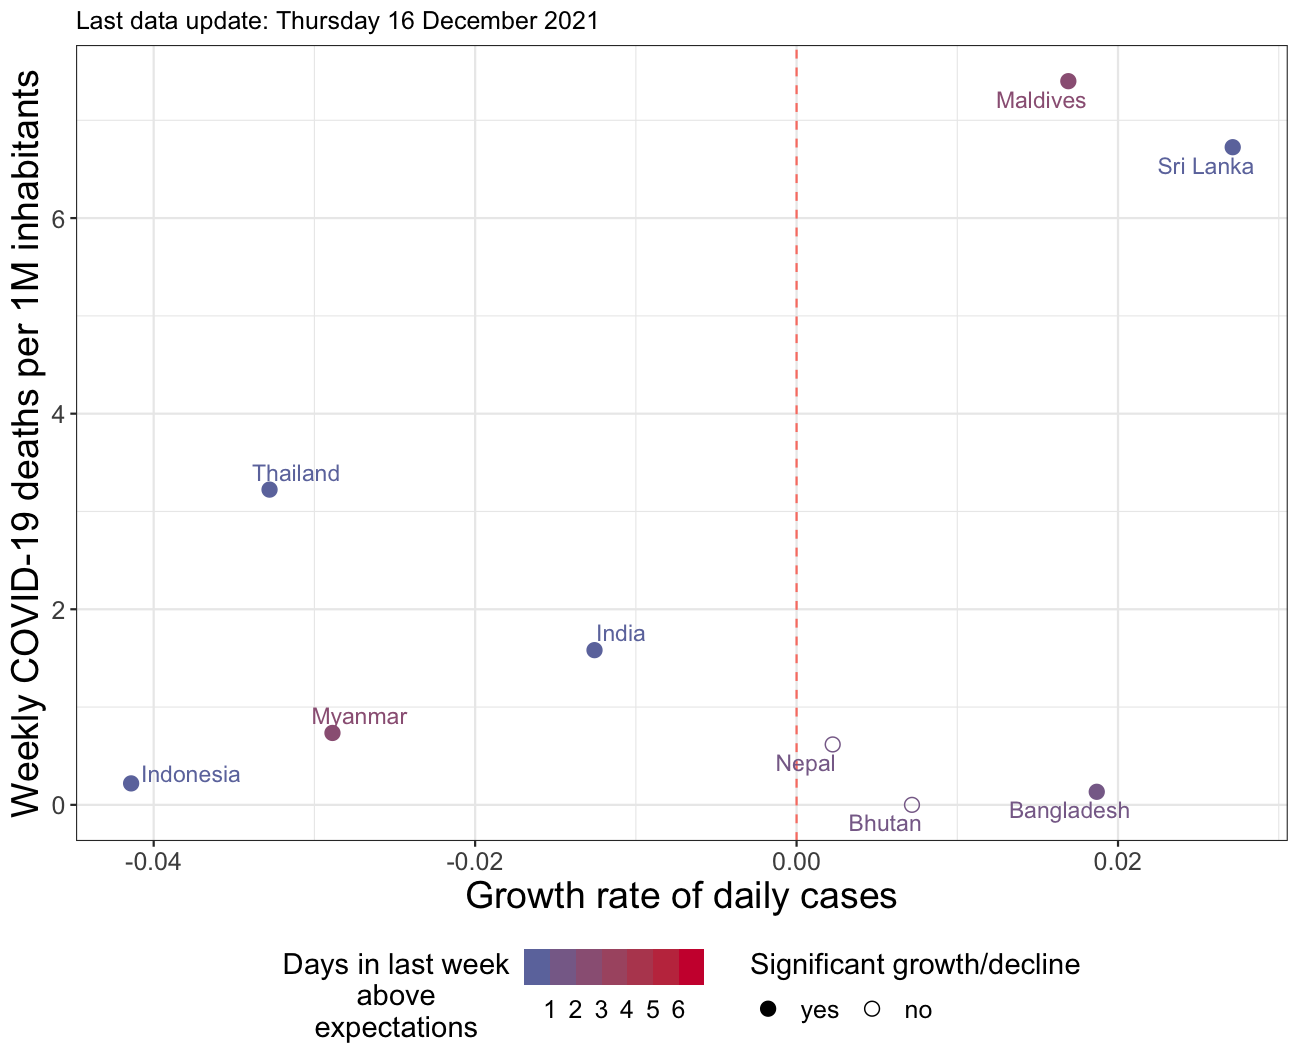 Last data update: Thursday 16 December 2021
Weekly COVID-19 deaths per 1M inhabitants
6
4
2
0
Maldives
Sri Lanka
Thailand
India
Myanmar
Indonesia
Nepal
Bangladesh
Bhutan
-0.04 -0.02 0.00 0.02
Growth rate of daily cases
Days in last week
above
expectations
1 2 3 4 5 6
Significant growth/decline
yes no